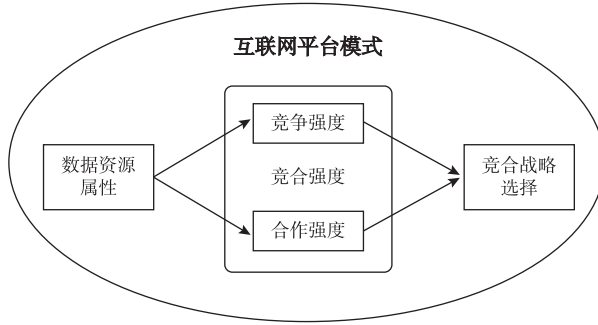 互联网平台模式
竞争强度
数据资源
属性
竞合强度
竞合战略
选择
合作强度